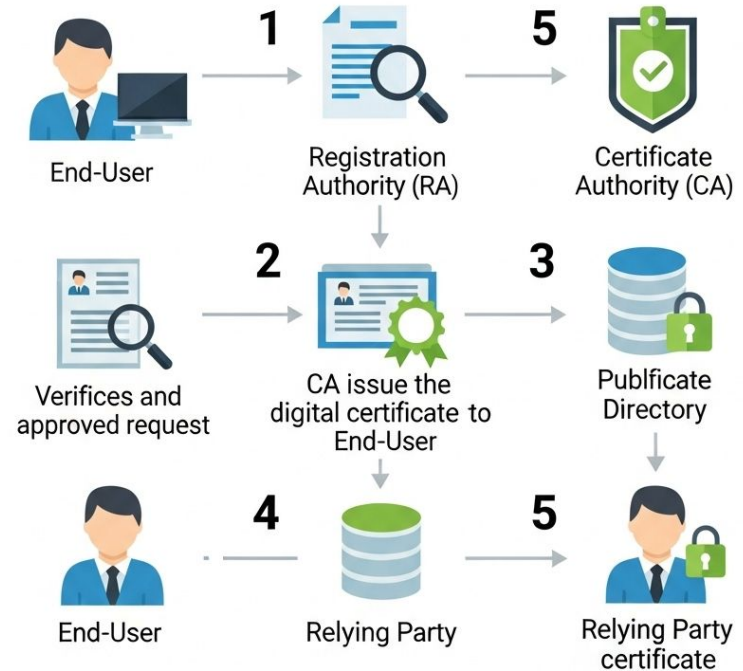 1
5
End-User
Registration
Authority (RA)
Certificate
Authority (CA)
2
3
Verifices and
approved request
CA issue the
digital certificate to
End-User
Publficate
Directory
4
5
End-User
Relying Party
Relying Party
certificate